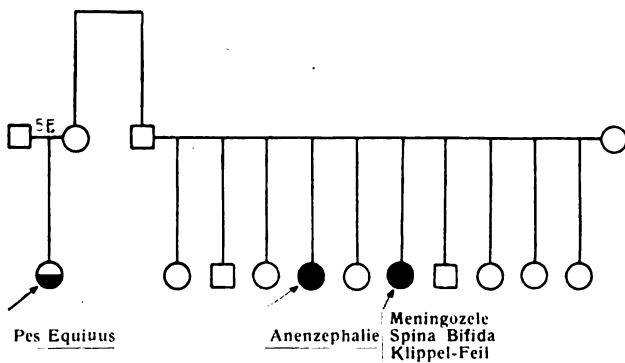 5E
Pes Equiuus
Anenzephalie
Meningozele
Spina Bifida
Klippel-Feil